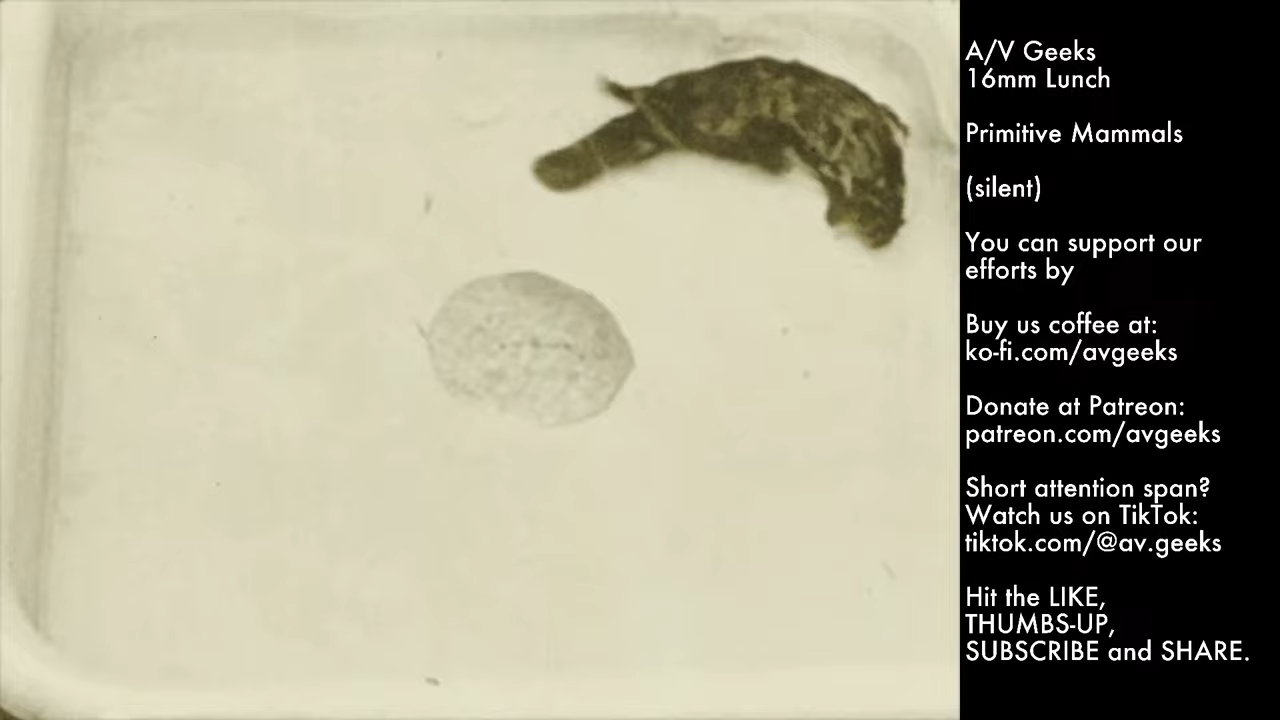 A/V Geeks
16mm Lunch
Primitive Mammals
(silent)
You can support our
efforts by
Buy us coffee at:
ko-fi.com/avgeeks
Donate at Patreon:
patreon.com/avgeeks
Short attention span?
Watch us on TikTok:
tiktok.com/@av.geeks
Hit the LIKE,
THUMBS-UP,
SUBSCRIBE and SHARE.